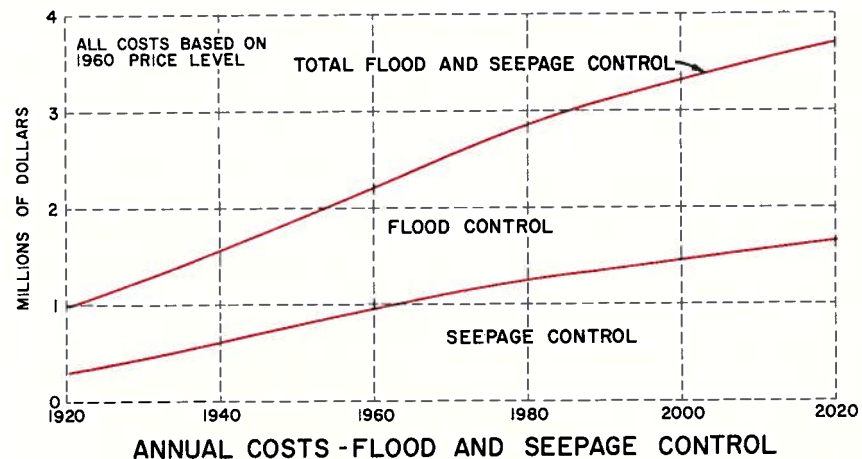 4
ALL COSTS BASED ON
1960 PRICE LEVEL
TOTAL FLOOD AND SEEPAGE CONTROL
3
MILLIONS OF DOLLARS
2
FLOOD CONTROL
1
SEEPAGE CONTROL
0
1920 1940 1960 1980 2000 2020
ANNUAL COSTS - FLOOD AND SEEPAGE CONTROL